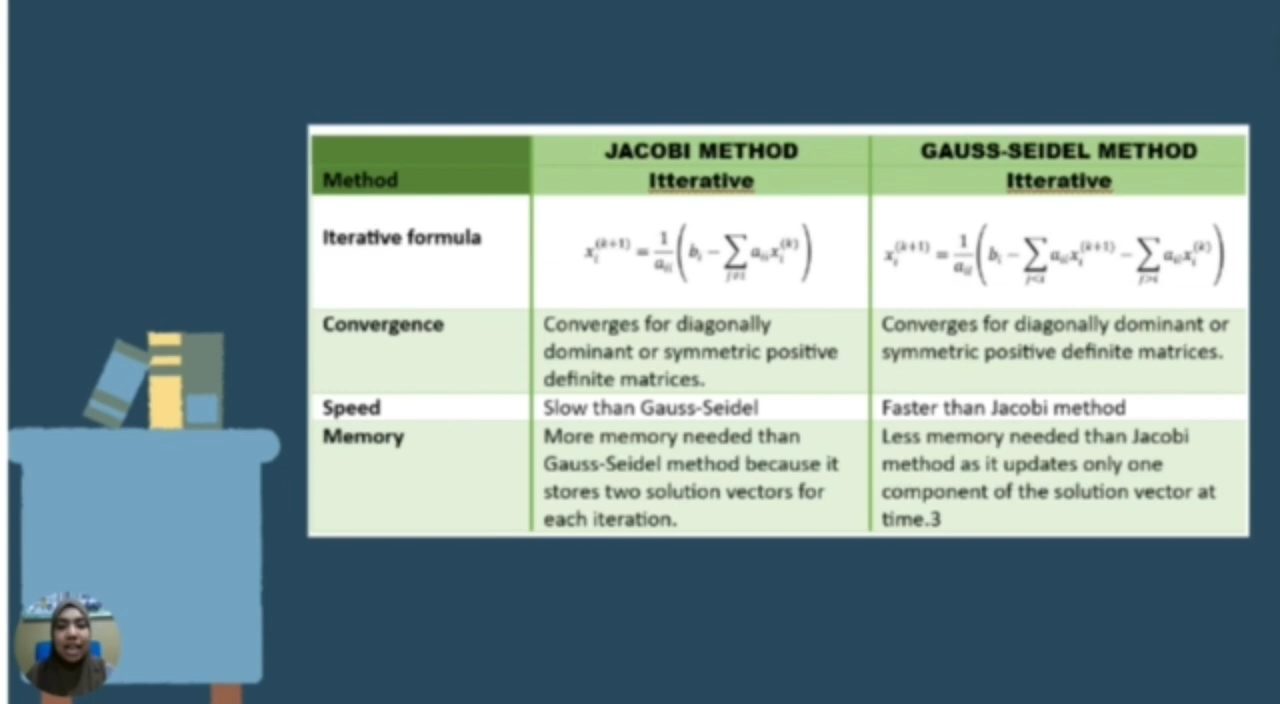 JACOBI METHOD GAUSS-SEIDEL METHOD
Method Itterative Itterative
Iterative formula
Convergence Converges for diagonally Converges for diagonally dominant or
dominant or symmetric positive symmetric positive definite matrices.
definite matrices.
Speed Slow than Gauss-Seidel Faster than Jacobi method
Memory More memory needed than Less memory needed than Jacobi
Gauss-Seidel method because it method as it updates only one
stores two solution vectors for component of the solution vector at
each iteration. time.3